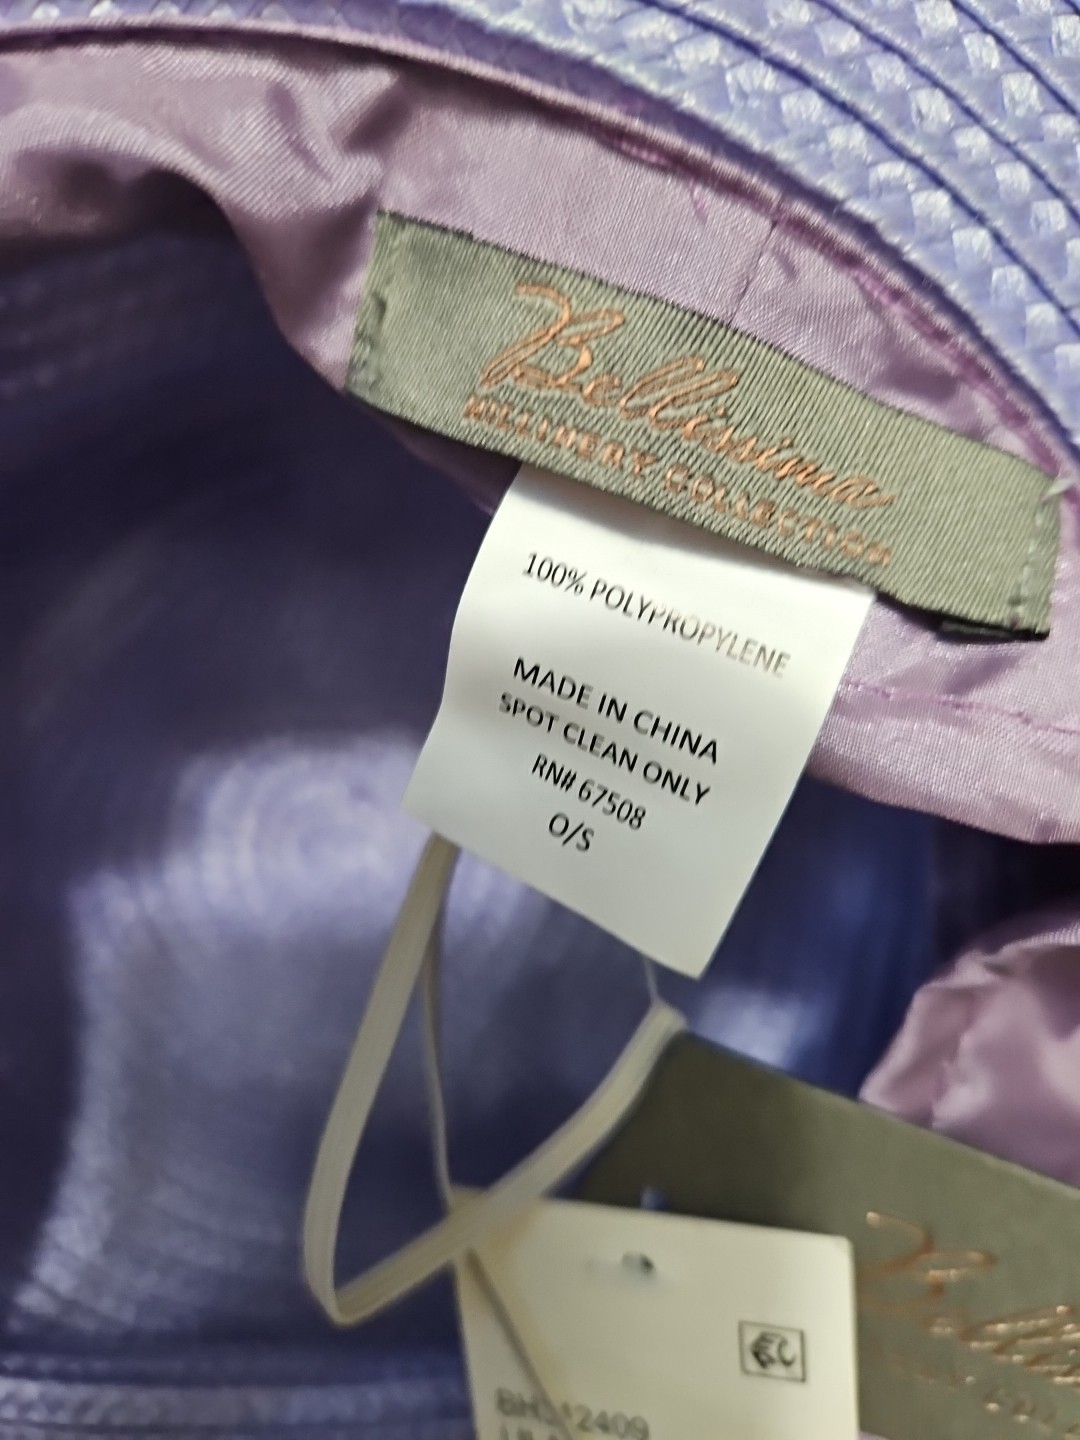 Bellissima
MILLINERY COLLECTION
100% POLYPROPYLENE
MADE IN CHINA
SPOT CLEAN ONLY
RN# 67508
O/S